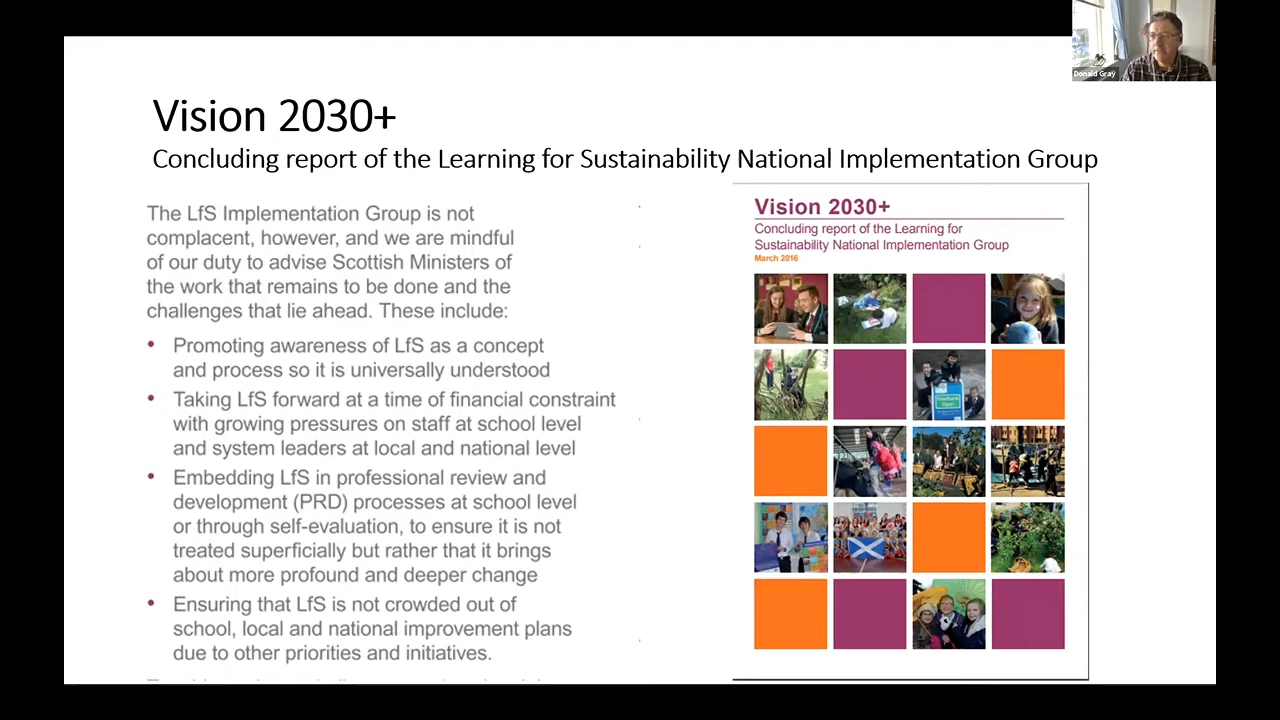 Donald Gray
Vision 2030+
Concluding report of the Learning for Sustainability National Implementation Group
The LfS Implementation Group is not
complacent, however, and we are mindful
of our duty to advise Scottish Ministers of
the work that remains to be done and the
challenges that lie ahead. These include:
• Promoting awareness of LfS as a concept
and process so it is universally understood
• Taking LfS forward at a time of financial constraint
with growing pressures on staff at school level
and system leaders at local and national level
• Embedding LfS in professional review and
development (PRD) processes at school level
or through self-evaluation, to ensure it is not
treated superficially but rather that it brings
about more profound and deeper change
• Ensuring that LfS is not crowded out of
school, local and national improvement plans
due to other priorities and initiatives.
Vision 2030+
Concluding report of the Learning for
Sustainability National Implementation Group
March 2016